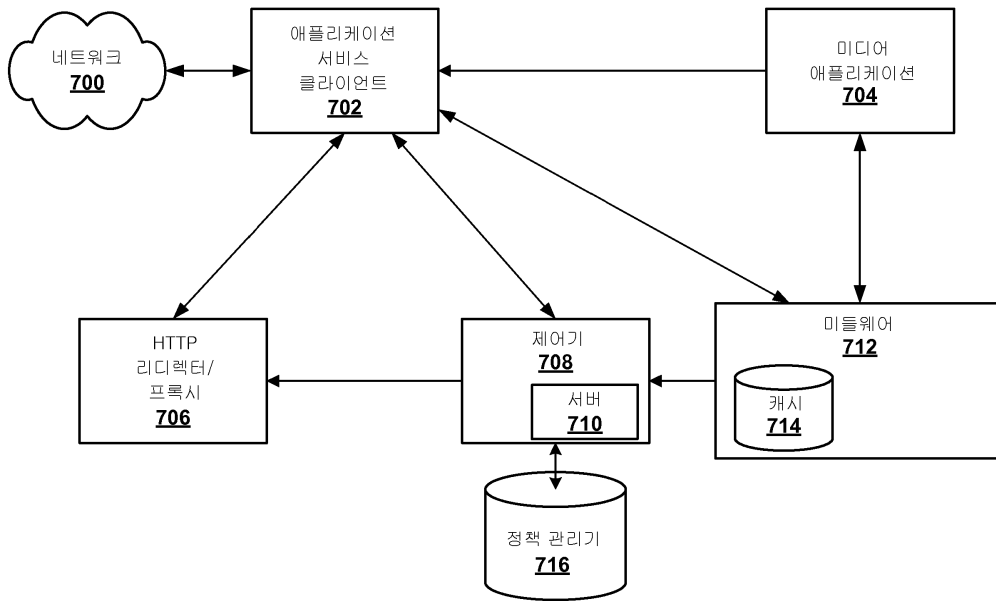 네트워크
700
애플리케이션
서비스
클라이언트
702
미디어
애플리케이션
704
HTTP
리디렉터/
프록시
706
제어기
708
서버
710
미들웨어
712
캐시
714
정책 관리기
716